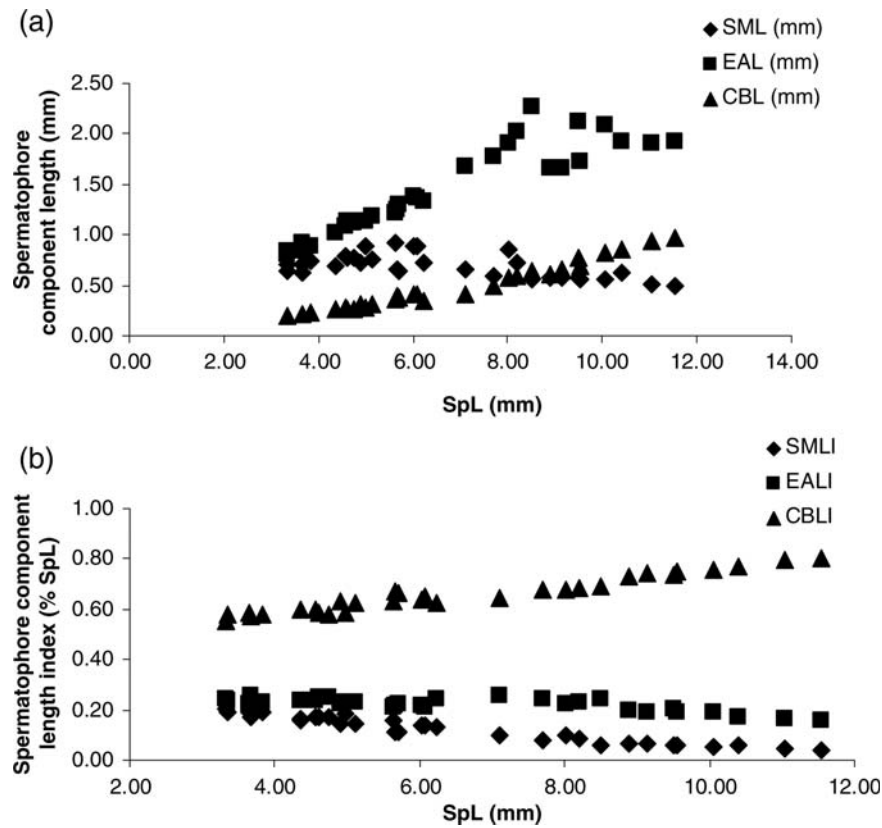 (a)
SML (mm)
EAL (mm)
CBL (mm)
Spermatophore
component length (mm)
2.50
2.00
1.50
1.00
0.50
0.00
0.00 2.00 4.00 6.00 8.00 10.00 12.00 14.00
SpL (mm)
(b)
SMLI
EALI
CBLI
Spermatophore component
length index (% SpL)
1.00
0.80
0.60
0.40
0.20
0.00
2.00 4.00 6.00 8.00 10.00 12.00
SpL (mm)